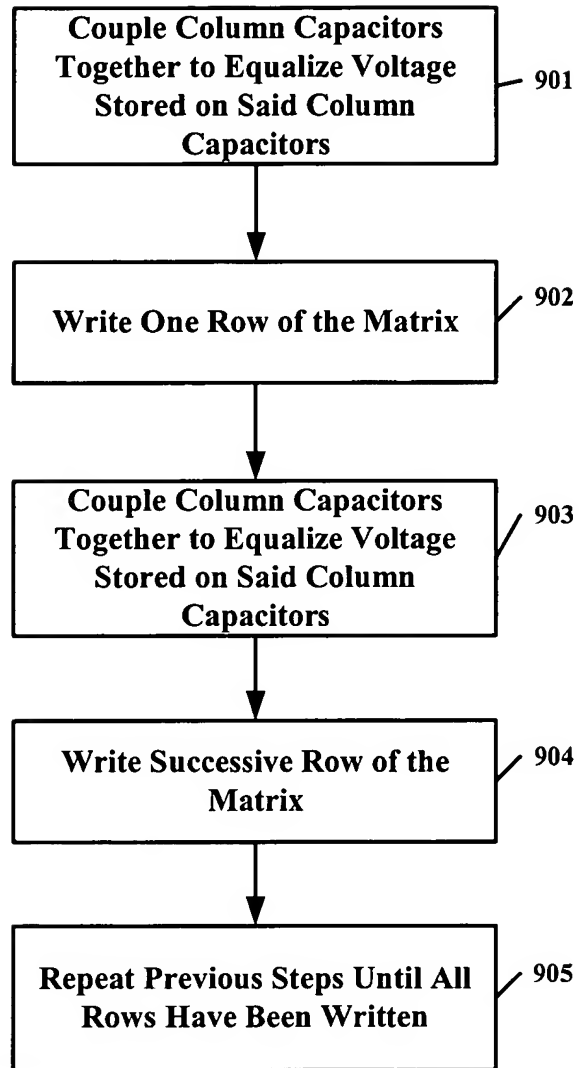 Couple Column Capacitors
Together to Equalize Voltage
Stored on Said Column
Capacitors
901
Write One Row of the Matrix
902
Couple Column Capacitors
Together to Equalize Voltage
Stored on Said Column
Capacitors
903
Write Successive Row of the
Matrix
904
Repeat Previous Steps Until All
Rows Have Been Written
905